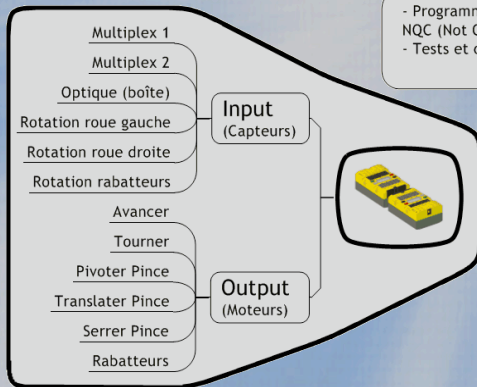 - Programm
NQC (Not C
- Tests et
Multiplex 1
Multiplex 2
Optique (boîte)
Rotation roue gauche
Rotation roue droite
Rotation rabatteurs
Input
(Capteurs)
Avancer
Tourner
Pivoter Pince
Translater Pince
Serrer Pince
Rabatteurs
Output
(Moteurs)